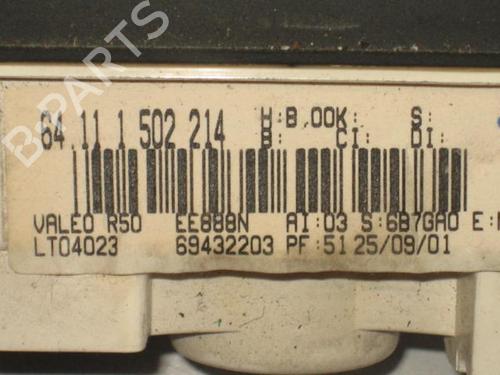 64 11 1 502 214 H:B.00K: S:
B: CI: DI:
VALEO R50 EE888N AI:03 S:6B7GA0 E:
LT04023 69432203 PF:51 25/09/01
B-PARTS